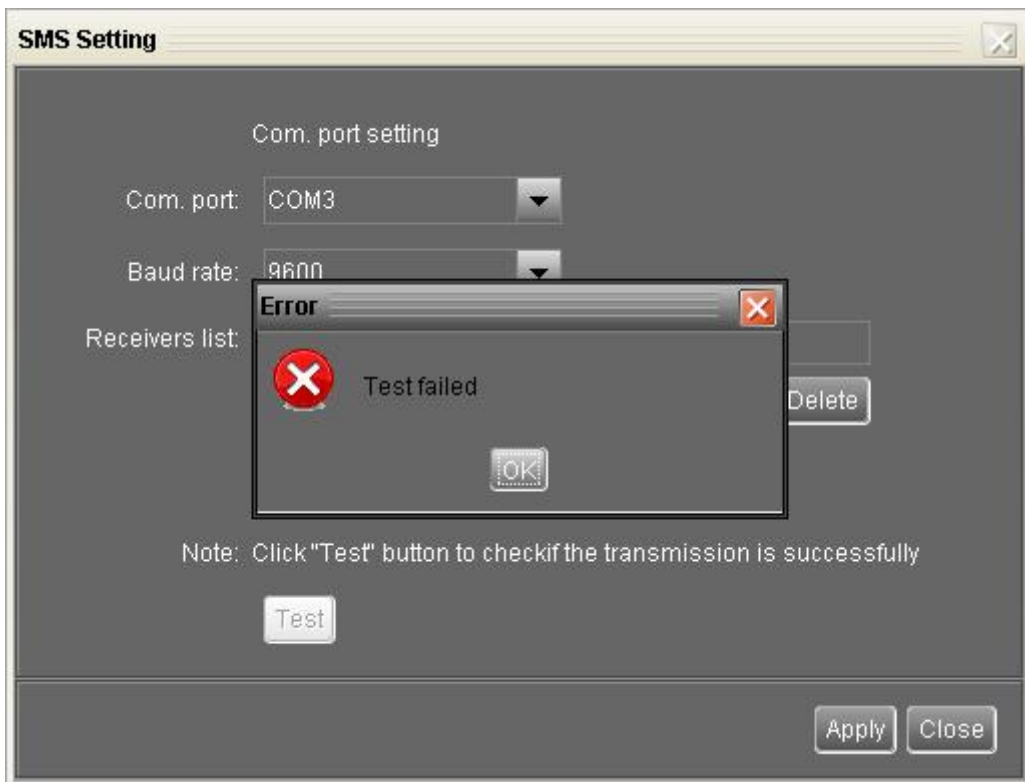 SMS Setting
Com. port setting
Com. port: COM3
Baud rate: 9600
Error
Receivers list:
Test failed
Delete
OK
Note: Click "Test" button to checkif the transmission is successfully
Test
Apply Close